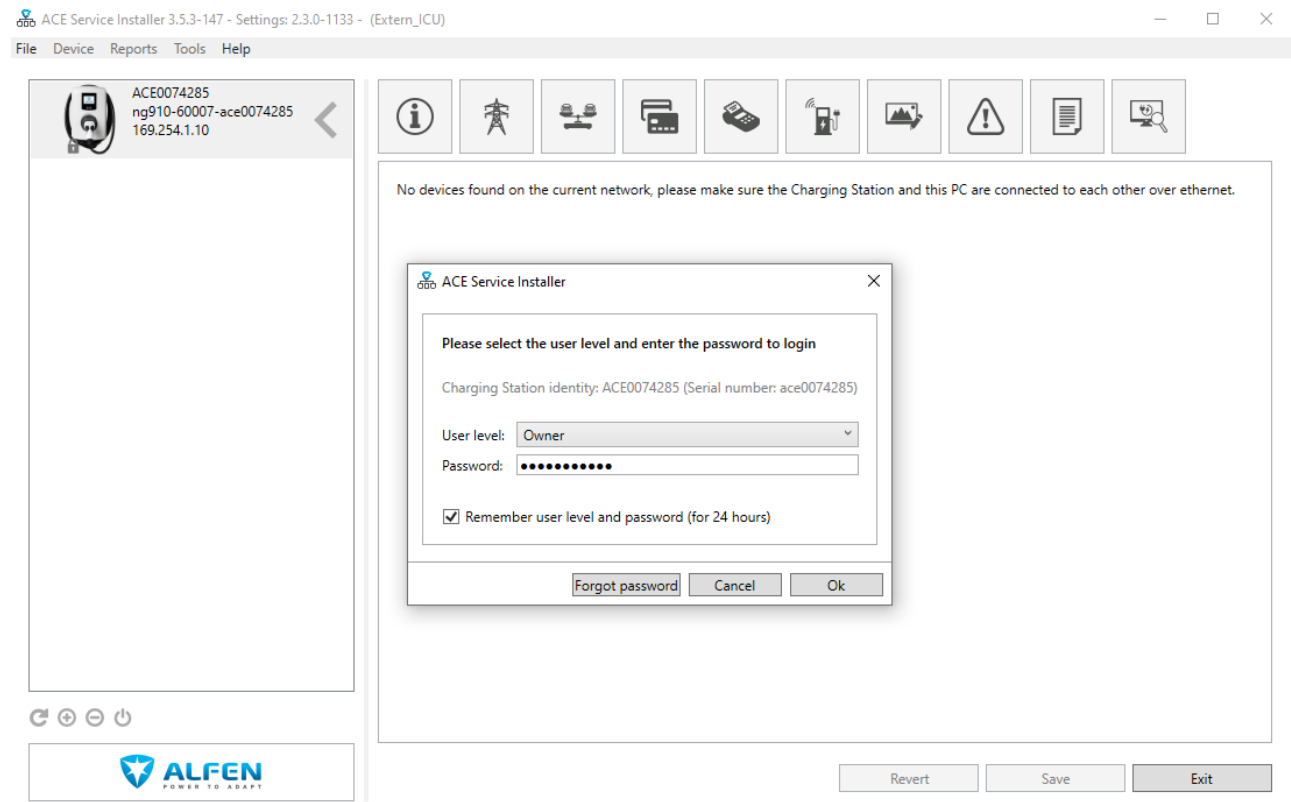 ACE Service Installer 3.5.3-147 - Settings: 2.3.0-1133 - (Extern_ICU)
File Device Reports Tools Help
ACE0074285
ng910-60007-ace0074285
169.254.1.10
No devices found on the current network, please make sure the Charging Station and this PC are connected to each other over ethernet.
ACE Service Installer
Please select the user level and enter the password to login
Charging Station identity: ACE0074285 (Serial number: ace0074285)
User level: Owner
Password: ●●●●●●●●●●●
Remember user level and password (for 24 hours)
Forgot password Cancel Ok
ALFEN
POWER TO ADAPT
Revert Save Exit